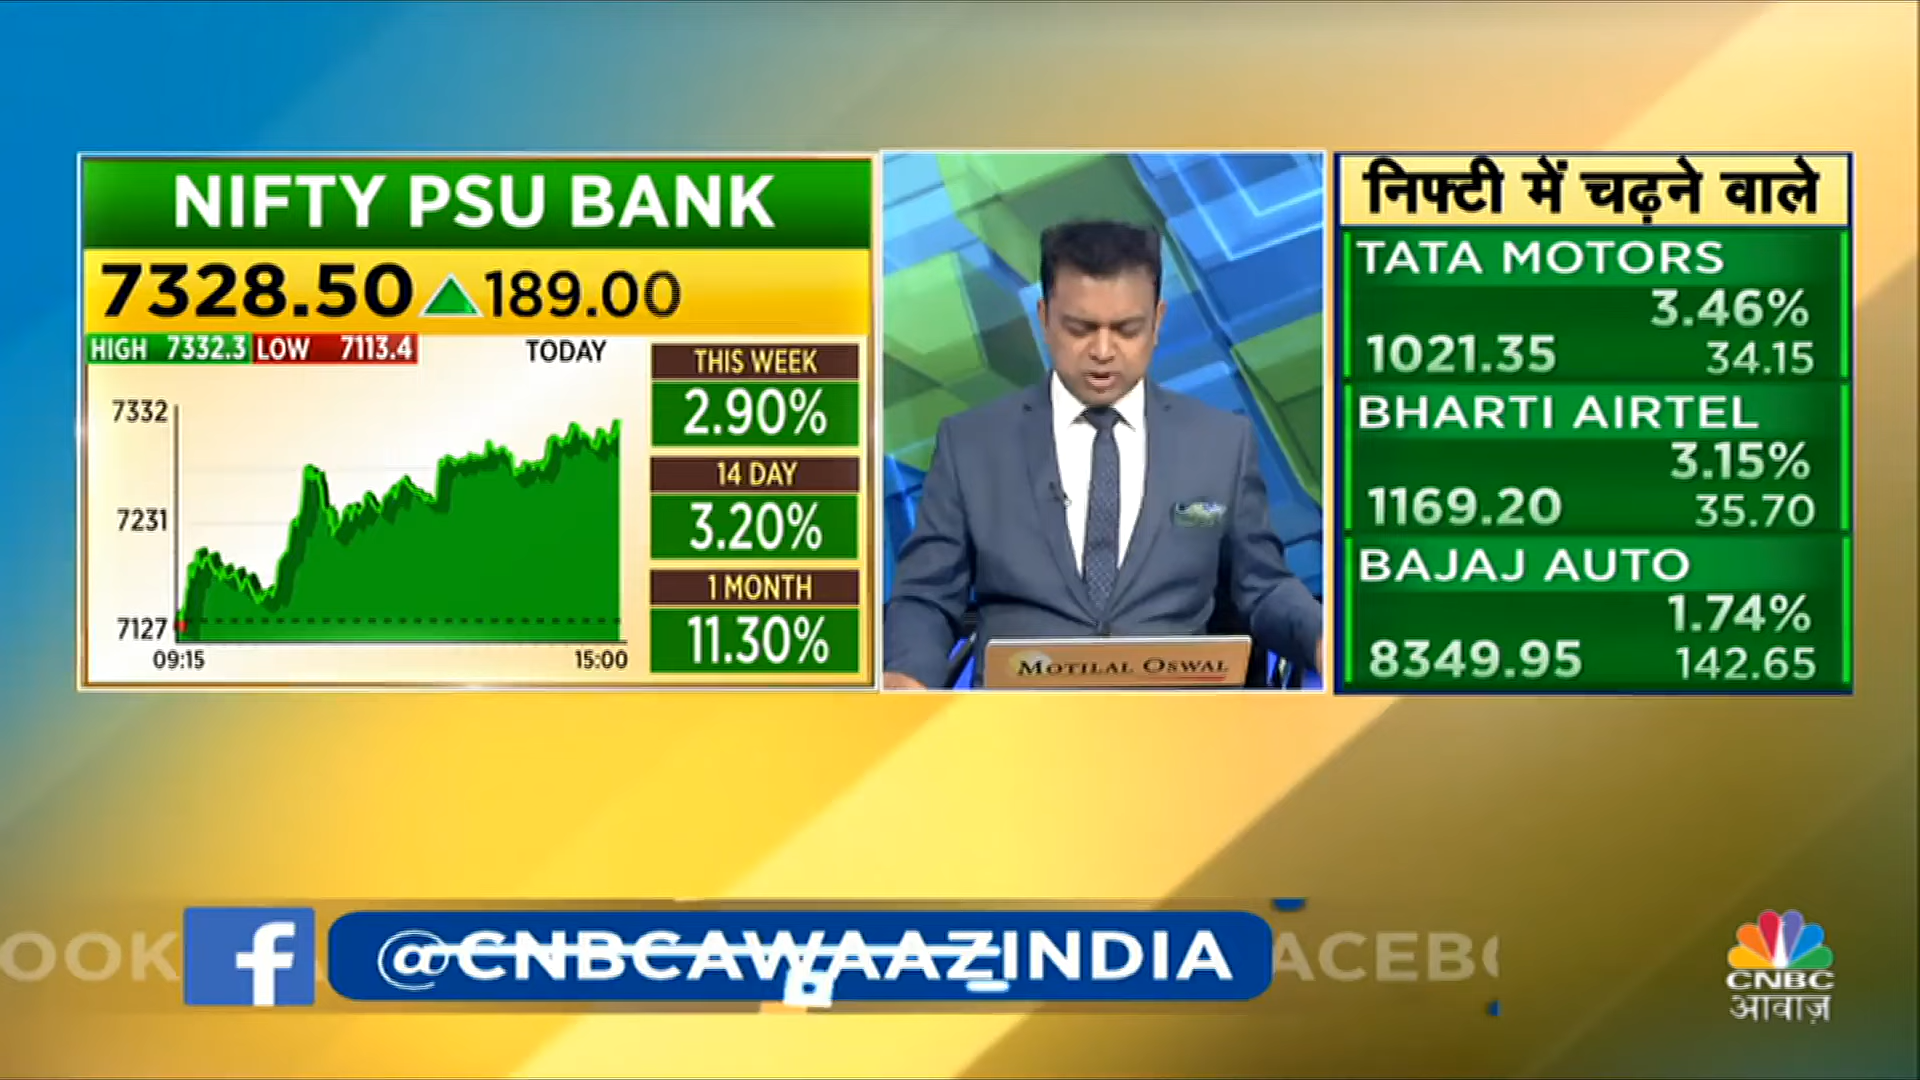 NIFTY PSU BANK
7328.50 189.00
HIGH 7332.3 LOW 7113.4
TODAY
7332
7231
7127
09:15 15:00
THIS WEEK
2.90%
14 DAY
3.20%
1 MONTH
11.30%
MOTILAL OSWAL
निफ्टी में चढ़ने वाले
TATA MOTORS
3.46%
1021.35 34.15
BHARTI AIRTEL
3.15%
1169.20 35.70
BAJAJ AUTO
1.74%
8349.95 142.65
OOK f @CNBCAWAAZINDIA ACEB
CNBC
आवाज़